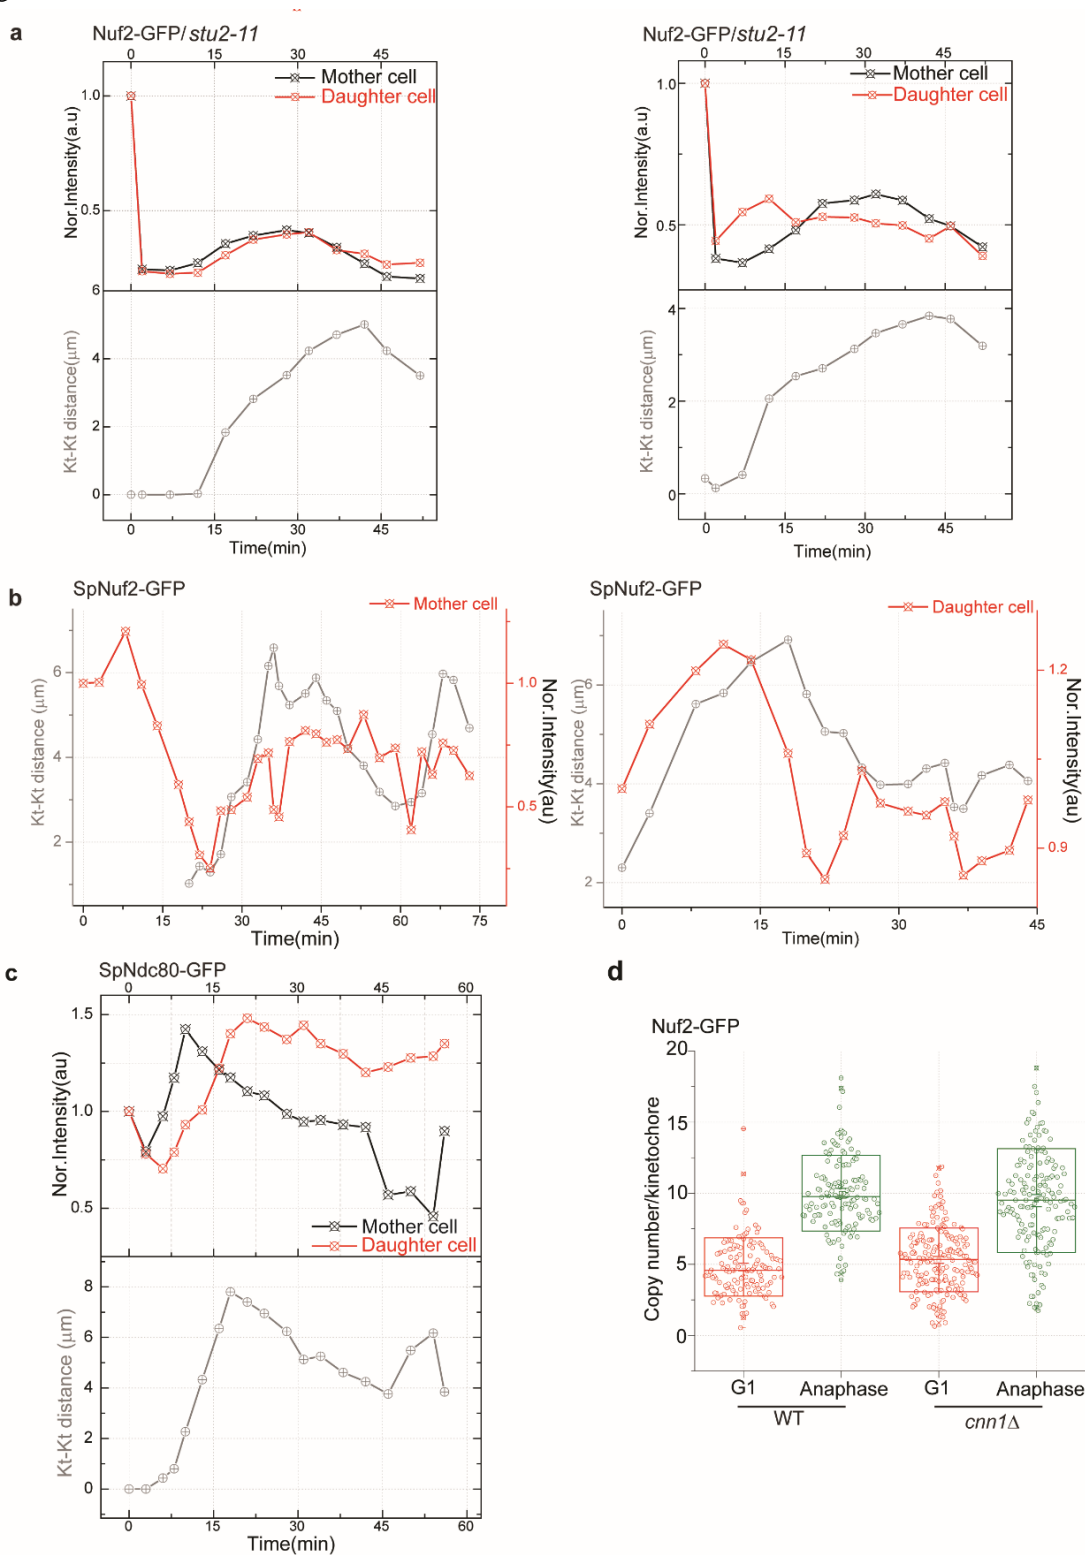 a
Nuf2-GFP/stu2-11
0 15 30 45
Mother cell
Daughter cell
1.0
0.5
Nor.Intensity(a.u)
6
4
2
0
Kt-Kt distance(μm)
0 15 30 45
Time(min)
Nuf2-GFP/stu2-11
0 15 30 45
Mother cell
Daughter cell
1.0
0.5
Nor.Intensity(a.u)
4
2
0
Kt-Kt distance(μm)
0 15 30 45
Time(min)
b
SpNuf2-GFP
Mother cell
6
4
2
Kt-Kt distance (μm)
1.0
0.5
Nor.Intensity(au)
0 15 30 45 60 75
Time(min)
SpNuf2-GFP
Daughter cell
6
4
2
Kt-Kt distance (μm)
1.2
0.9
Nor.Intensity(au)
0 15 30 45
Time(min)
c
SpNdc80-GFP
0 15 30 45 60
1.5
1.0
0.5
Nor.Intensity(au)
Mother cell
Daughter cell
8
6
4
2
0
Kt-Kt distance (μm)
0 15 30 45 60
Time(min)
d
Nuf2-GFP
20
15
10
5
0
Copy number/kinetochore
G1 Anaphase G1 Anaphase
WT cnn1Δ